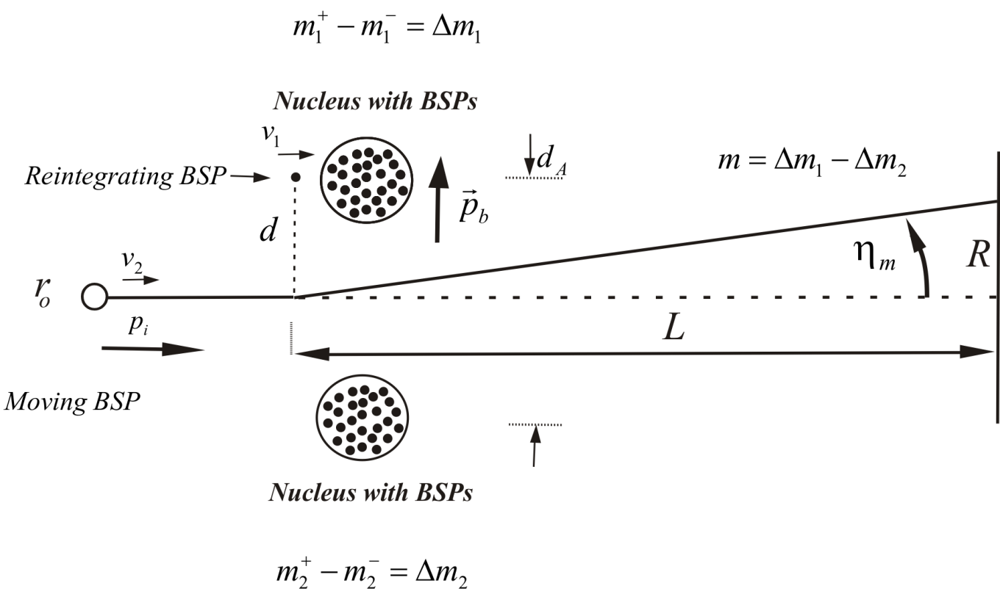 m₁⁺ − m₁⁻ = Δm₁
Nucleus with BSPs
v₁
d_A
m = Δm₁ − Δm₂
Reintegrating BSP
p⃗_b
d
η_m
R
v₂
r_o
p_i
L
Moving BSP
Nucleus with BSPs
m₂⁺ − m₂⁻ = Δm₂